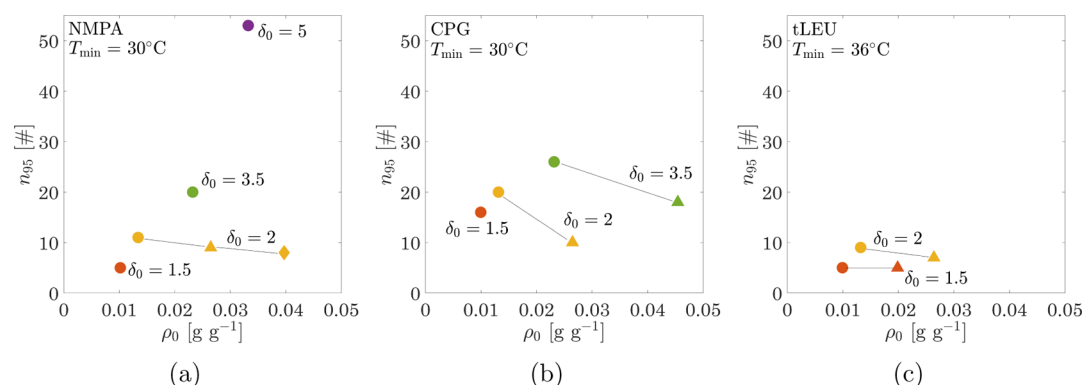 NMPA
T_min = 30°C
δ₀ = 5
δ₀ = 3.5
δ₀ = 2
δ₀ = 1.5
n₉₅ [#]
50
40
30
20
10
0
0 0.01 0.02 0.03 0.04 0.05
ρ₀ [g g⁻¹]
(a)
CPG
T_min = 30°C
δ₀ = 3.5
δ₀ = 2
δ₀ = 1.5
n₉₅ [#]
50
40
30
20
10
0
0 0.01 0.02 0.03 0.04 0.05
ρ₀ [g g⁻¹]
(b)
tLEU
T_min = 36°C
δ₀ = 2
δ₀ = 1.5
n₉₅ [#]
50
40
30
20
10
0
0 0.01 0.02 0.03 0.04 0.05
ρ₀ [g g⁻¹]
(c)